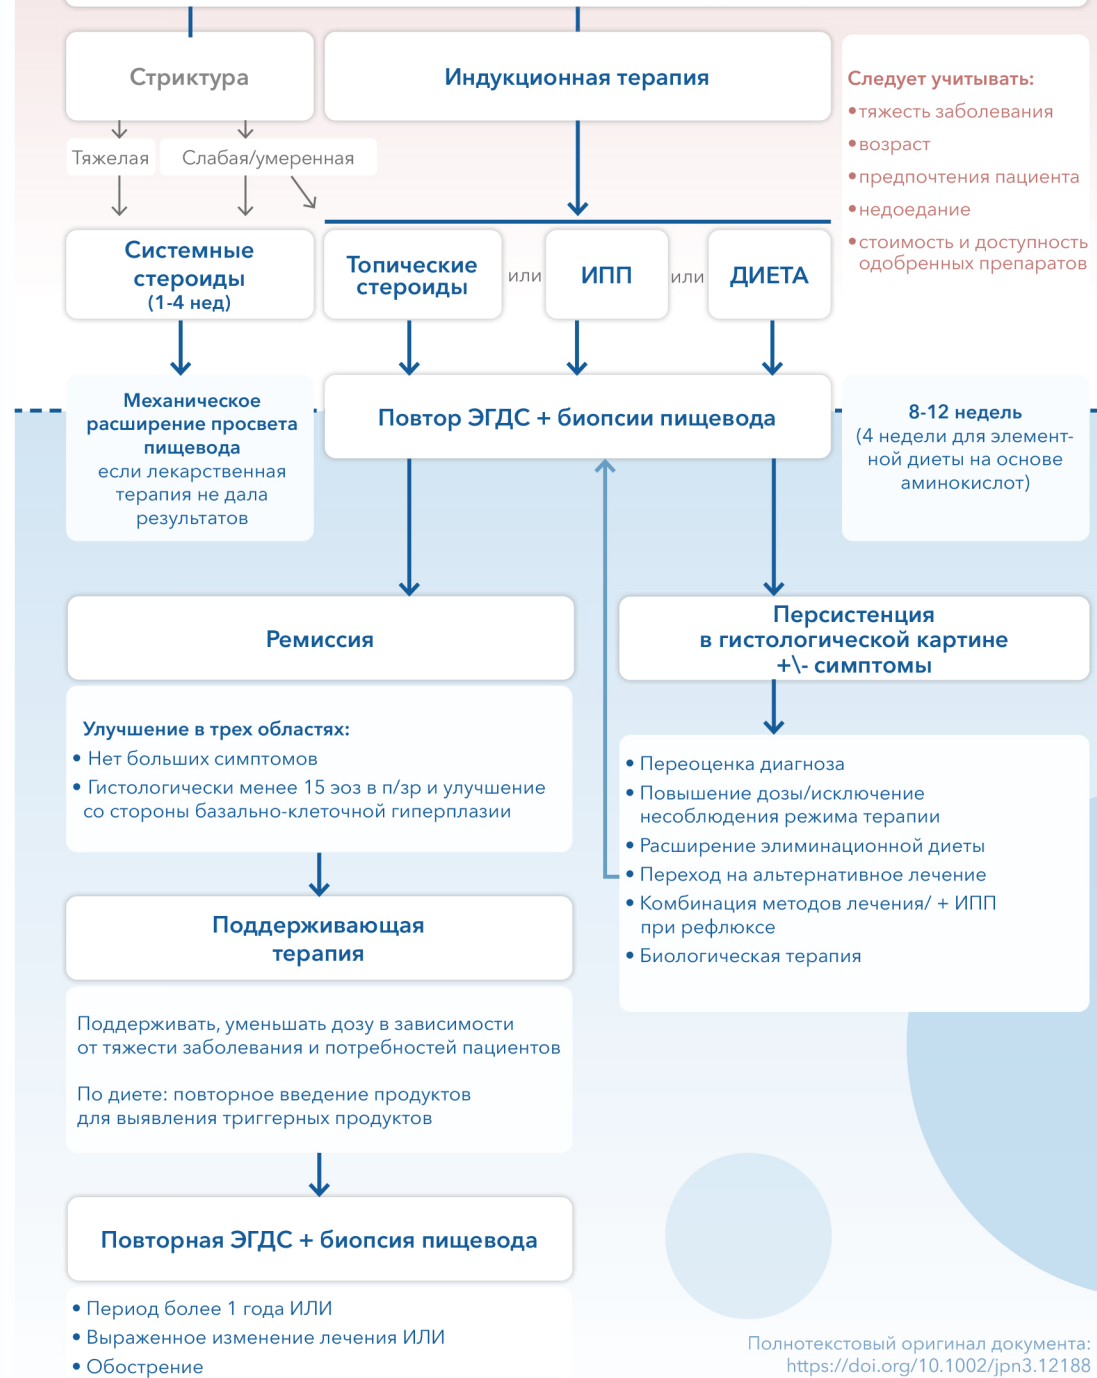 Стриктура
Индукционная терапия
Следует учитывать:
•тяжесть заболевания
•возраст
•предпочтения пациента
•недоедание
•стоимость и доступность
одобренных препаратов
Тяжелая
Слабая/умеренная
Системные
стероиды
(1-4 нед)
Топические
стероиды
или
ИПП
или
ДИЕТА
Механическое
расширение просвета
пищевода
если лекарственная
терапия не дала
результатов
Повтор ЭГДС + биопсии пищевода
8-12 недель
(4 недели для элемент-
ной диеты на основе
аминокислот)
Ремиссия
Персистенция
в гистологической картине
+\- симптомы
Улучшение в трех областях:
• Нет больших симптомов
• Гистологически менее 15 эоз в п/зр и улучшение
со стороны базально-клеточной гиперплазии
• Переоценка диагноза
• Повышение дозы/исключение
несоблюдения режима терапии
• Расширение элиминационной диеты
• Переход на альтернативное лечение
• Комбинация методов лечения/ + ИПП
при рефлюксе
• Биологическая терапия
Поддерживающая
терапия
Поддерживать, уменьшать дозу в зависимости
от тяжести заболевания и потребностей пациентов
По диете: повторное введение продуктов
для выявления триггерных продуктов
Повторная ЭГДС + биопсия пищевода
• Период более 1 года ИЛИ
• Выраженное изменение лечения ИЛИ
• Обострение
Полнотекстовый оригинал документа:
https://doi.org/10.1002/jpn3.12188